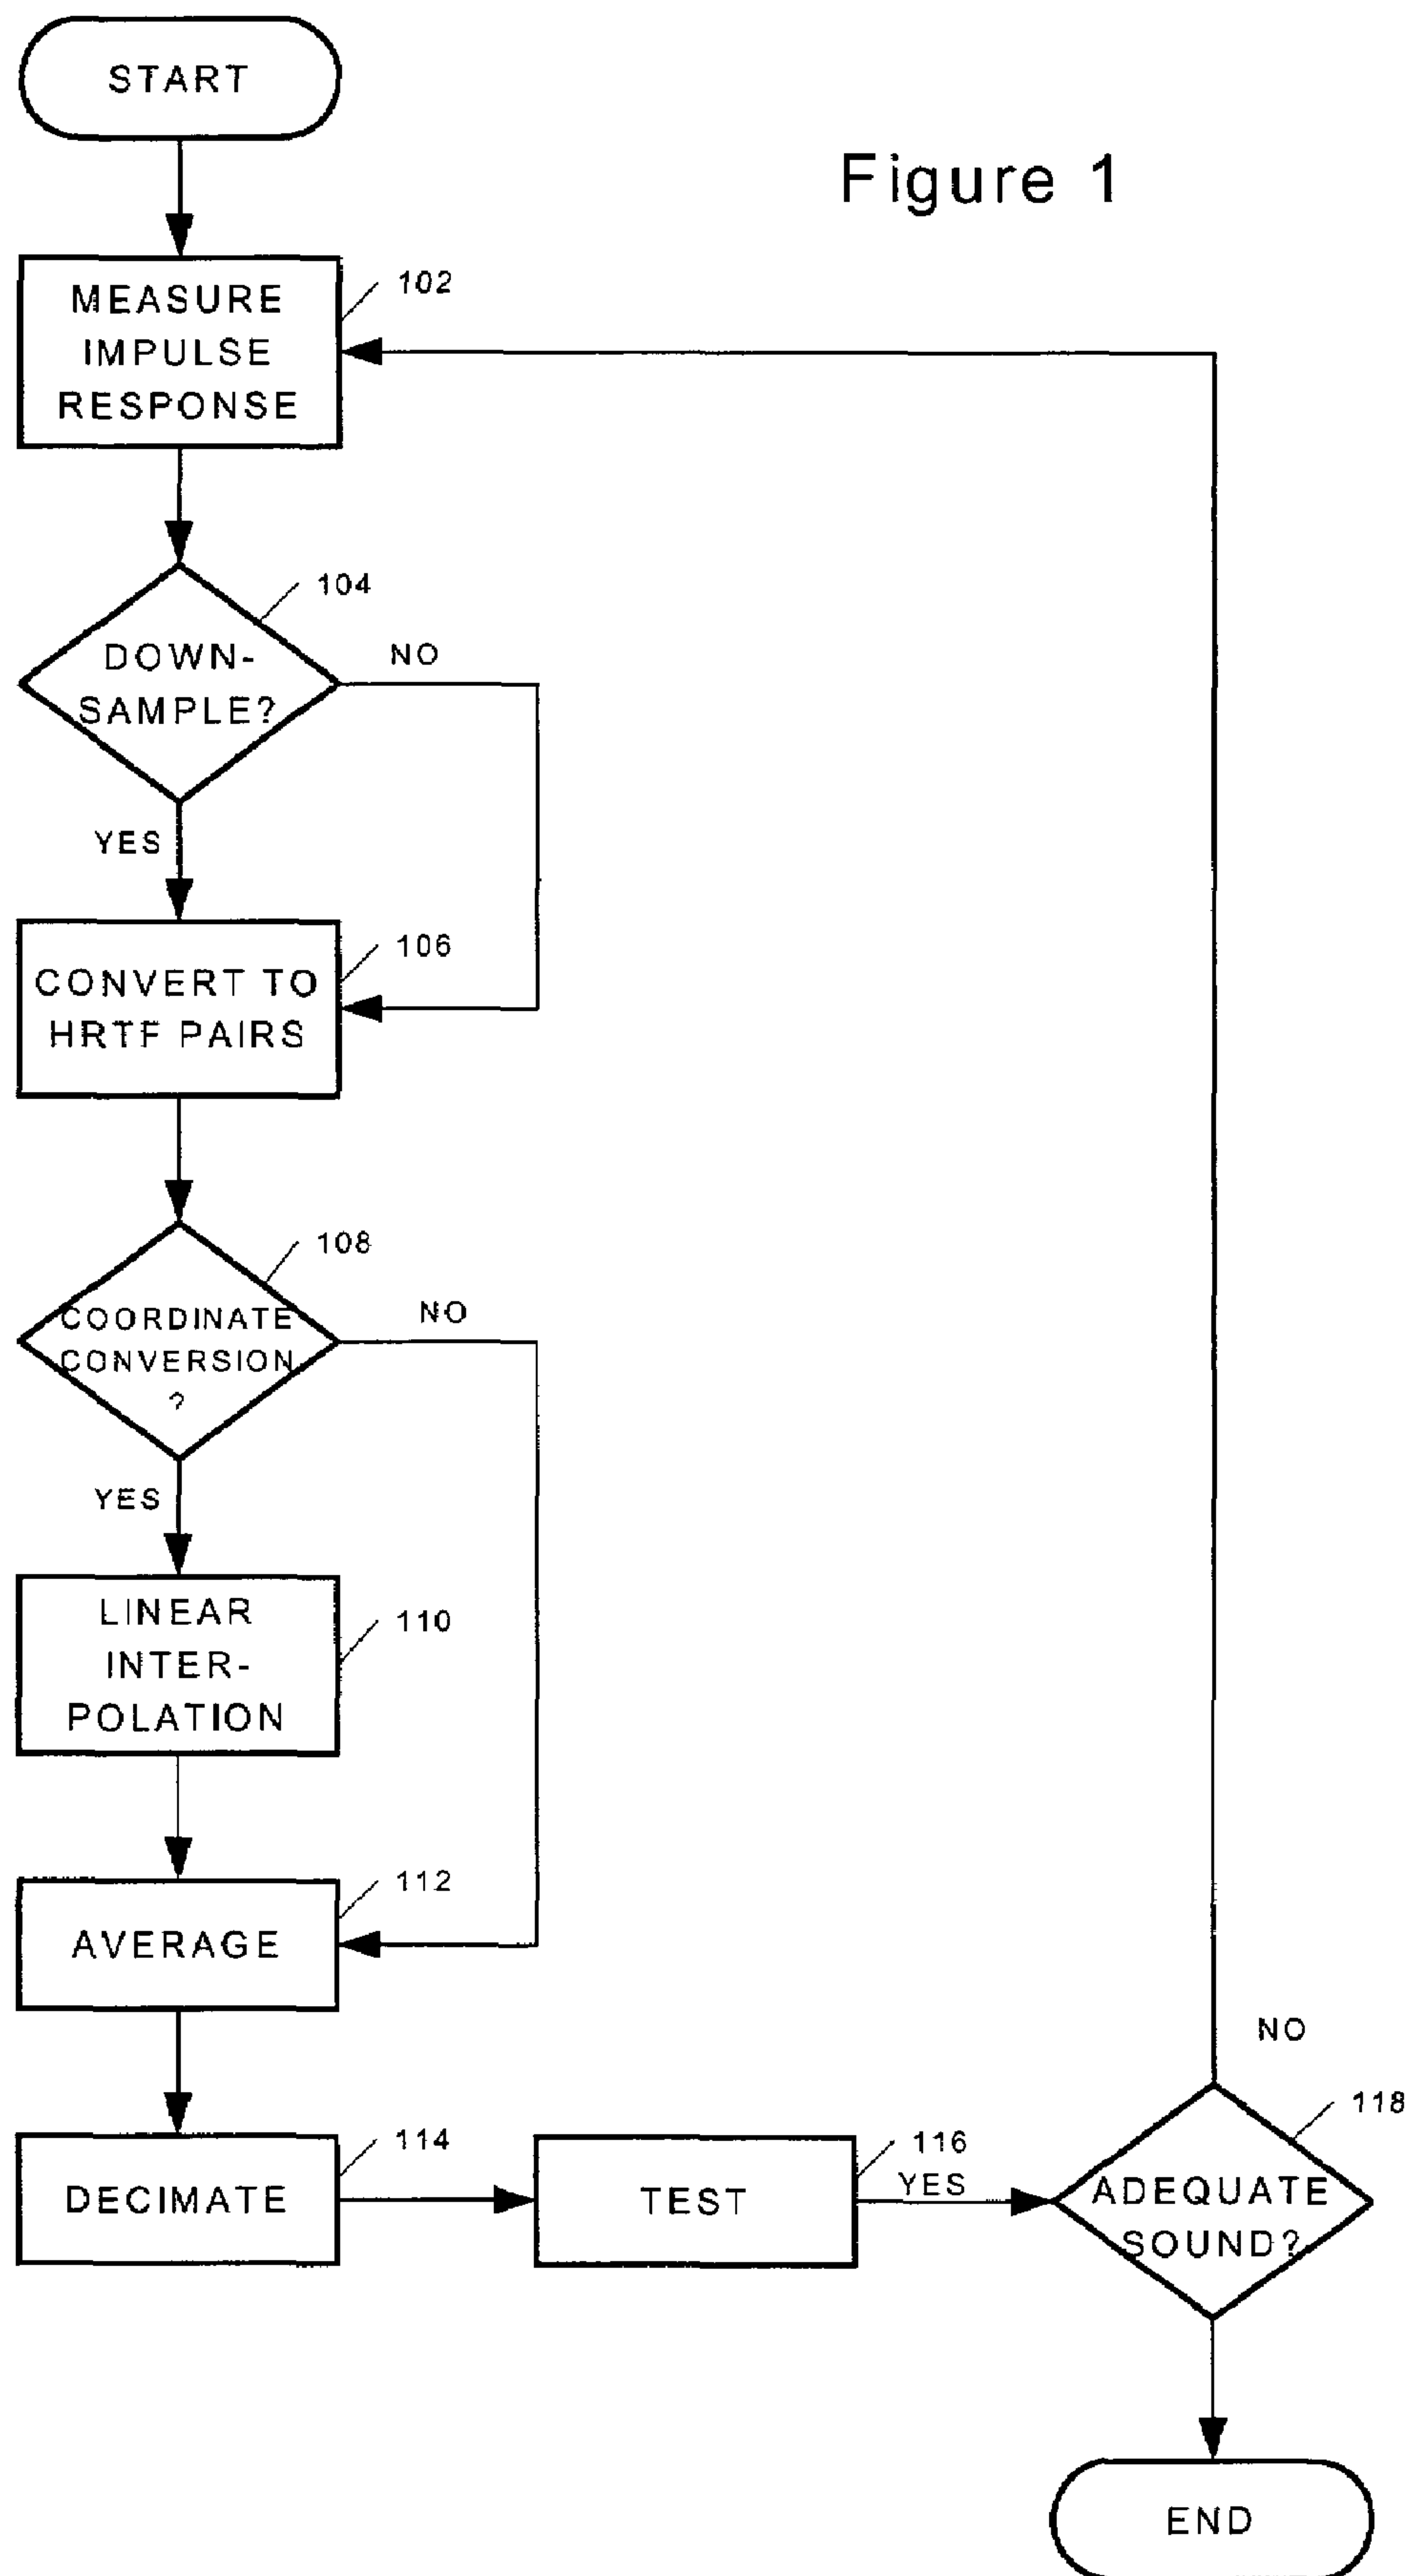 START
Figure 1
102
MEASURE
IMPULSE
RESPONSE
104
DOWN-
SAMPLE?
NO
YES
106
CONVERT TO
HRTF PAIRS
108
COORDINATE
CONVERSION
?
NO
YES
110
LINEAR
INTER-
POLATION
112
AVERAGE
NO
118
114
116
DECIMATE
TEST
YES
ADEQUATE
SOUND?
END